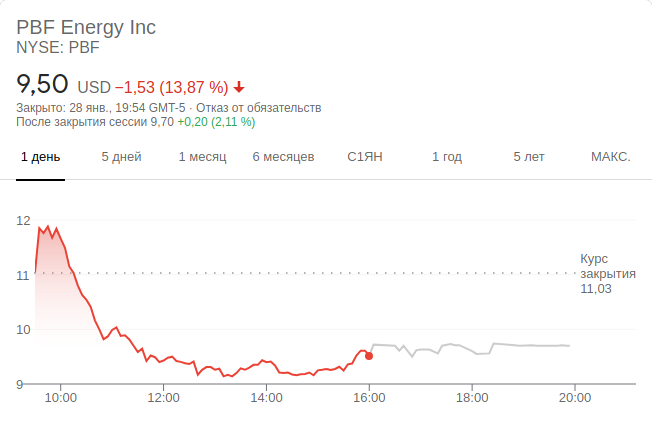 PBF Energy Inc
NYSE: PBF
9,50 USD −1,53 (13,87 %)
Закрыто: 28 янв., 19:54 GMT-5 · Отказ от обязательств
После закрытия сессии 9,70 +0,20 (2,11 %)
1 день 5 дней 1 месяц 6 месяцев С1ЯН 1 год 5 лет МАКС.
12
Курс
закрытия
11,03
11
10
9
10:00 12:00 14:00 16:00 18:00 20:00